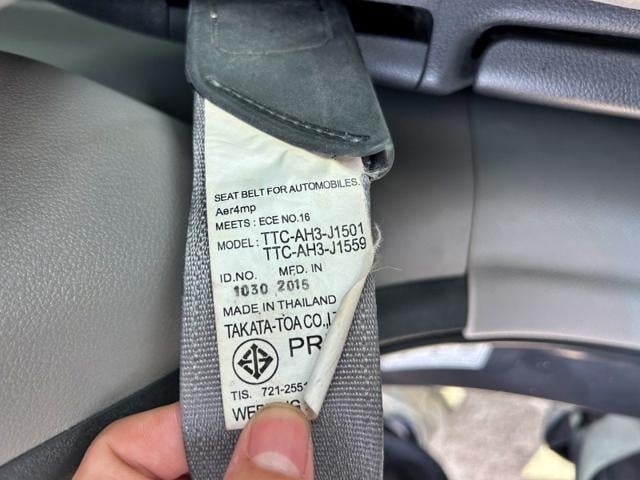 SEAT BELT FOR AUTOMOBILES.
Aer4mp
MEETS : ECE NO.16
MODEL : TTC-AH3-J1501
TTC-AH3-J1559
ID.NO. MFD. IN
1030 2015
MADE IN THAILAND
TAKATA-TOA CO.,
PR
TIS. 721-2551